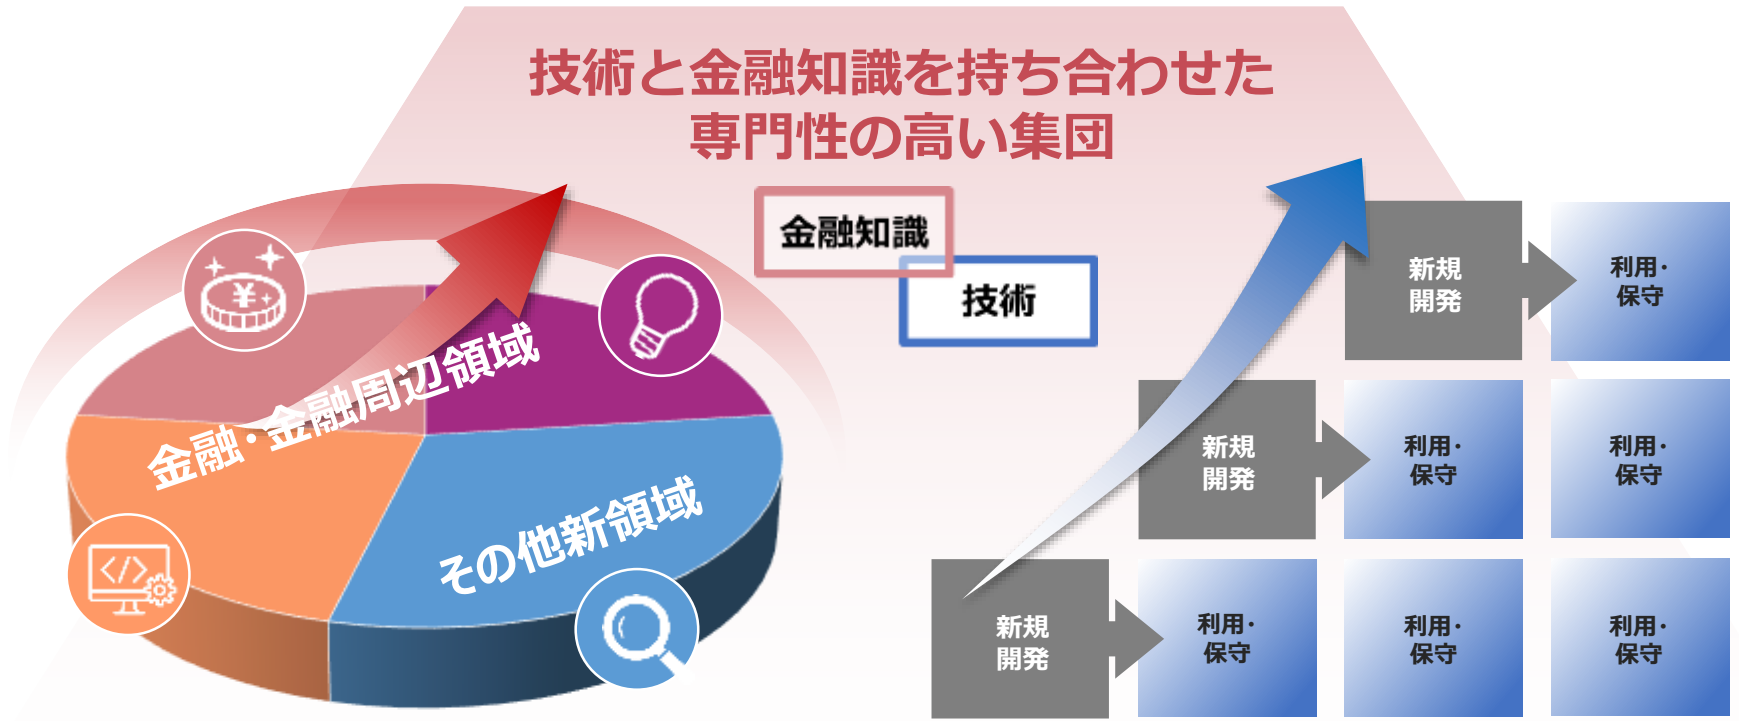 技術と金融知識を持ち合わせた
専門性の高い集団
金融知識
技術
金融・金融周辺領域
その他新領域
新規
開発
利用・
保守
新規
開発
利用・
保守
利用・
保守
新規
開発
利用・
保守
利用・
保守
利用・
保守